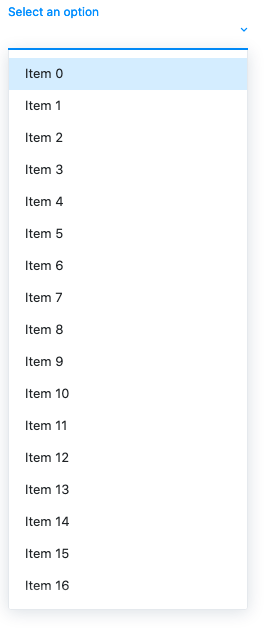 Select an option
Item 0
Item 1
Item 2
Item 3
Item 4
Item 5
Item 6
Item 7
Item 8
Item 9
Item 10
Item 11
Item 12
Item 13
Item 14
Item 15
Item 16